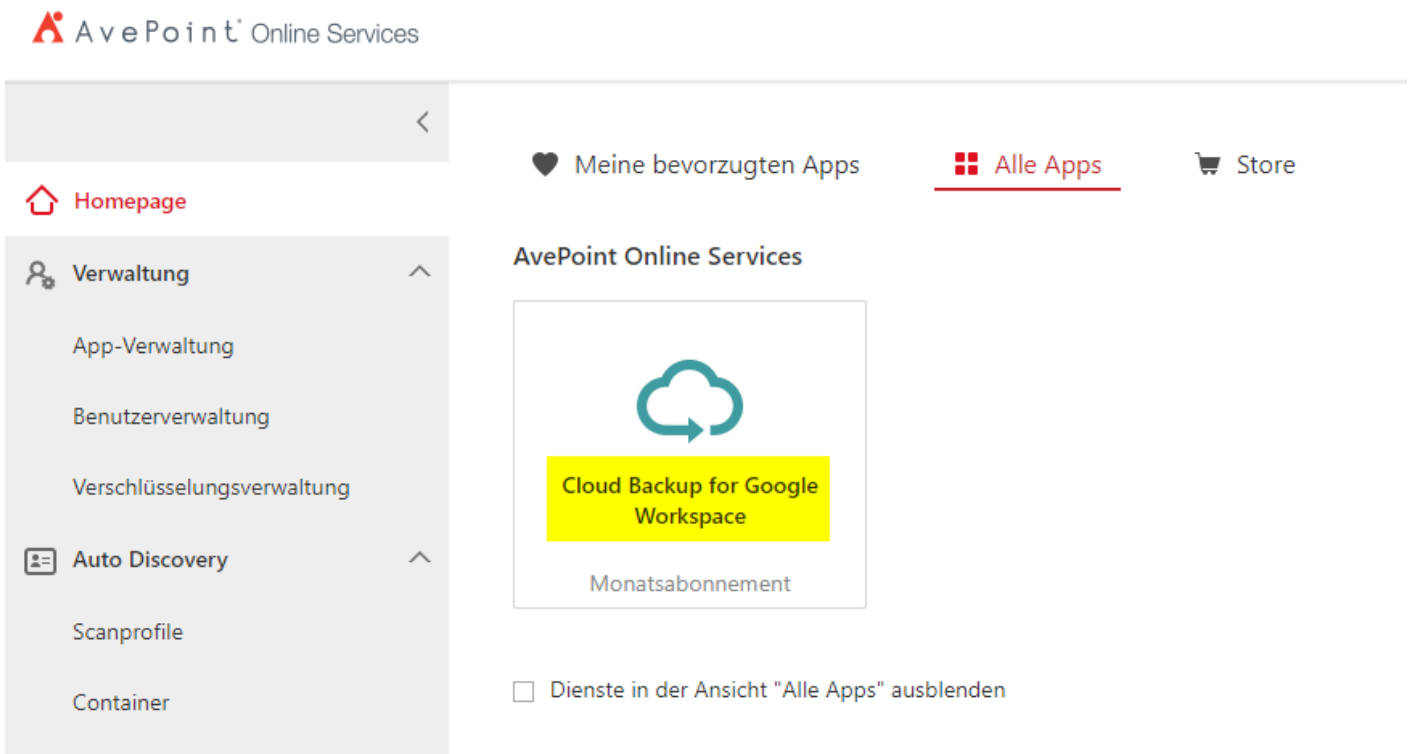 AvePoint Online Services
Meine bevorzugten Apps
Alle Apps
Store
Homepage
Verwaltung
App-Verwaltung
Benutzerverwaltung
Verschlüsselungsverwaltung
Auto Discovery
Scanprofile
Container
AvePoint Online Services
Cloud Backup for Google
Workspace
Monatsabonnement
Dienste in der Ansicht "Alle Apps" ausblenden